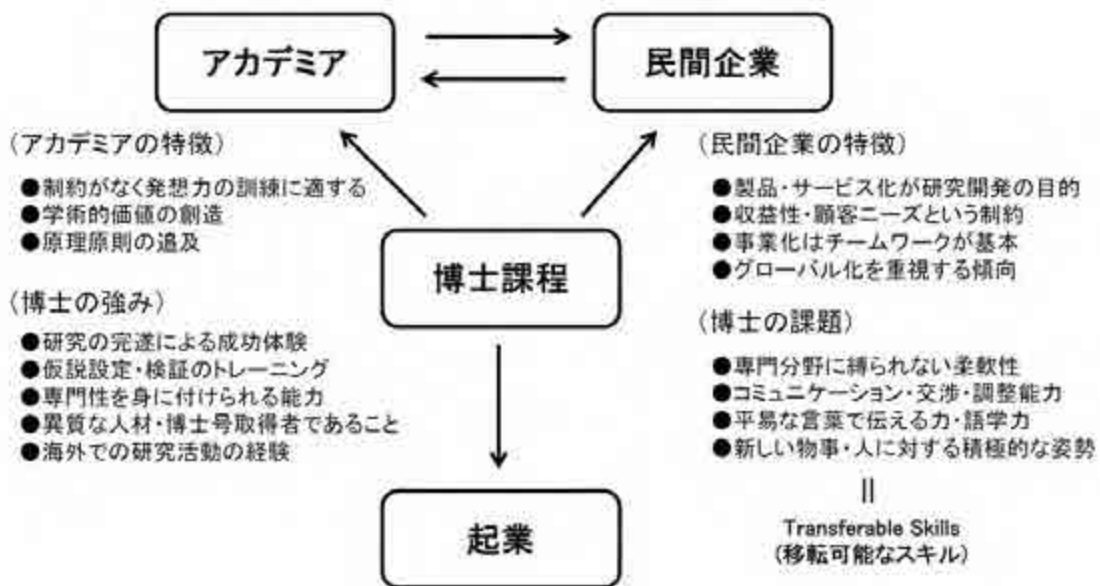 アカデミア
民間企業
(アカデミアの特徴)
●制約がなく発想力の訓練に適する
●学術的価値の創造
●原理原則の追及
(民間企業の特徴)
●製品・サービス化が研究開発の目的
●収益性・顧客ニーズという制約
●事業化はチームワークが基本
●グローバル化を重視する傾向
博士課程
(博士の強み)
●研究の完遂による成功体験
●仮説設定・検証のトレーニング
●専門性を身に付けられる能力
●異質な人材・博士号取得者であること
●海外での研究活動の経験
(博士の課題)
●専門分野に縛られない柔軟性
●コミュニケーション・交渉・調整能力
●平易な言葉で伝える力・語学力
●新しい物事・人に対する積極的な姿勢
||
Transferable Skills
(移転可能なスキル)
起業